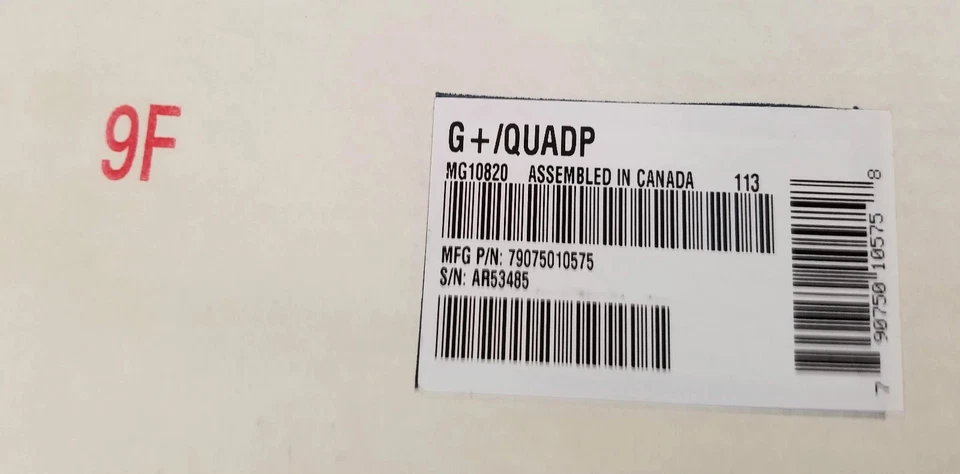 9F
G+/QUADP
MG10820 ASSEMBLED IN CANADA 113
MFG P/N: 79075010575
S/N: AR53485
7 90750 10575 8